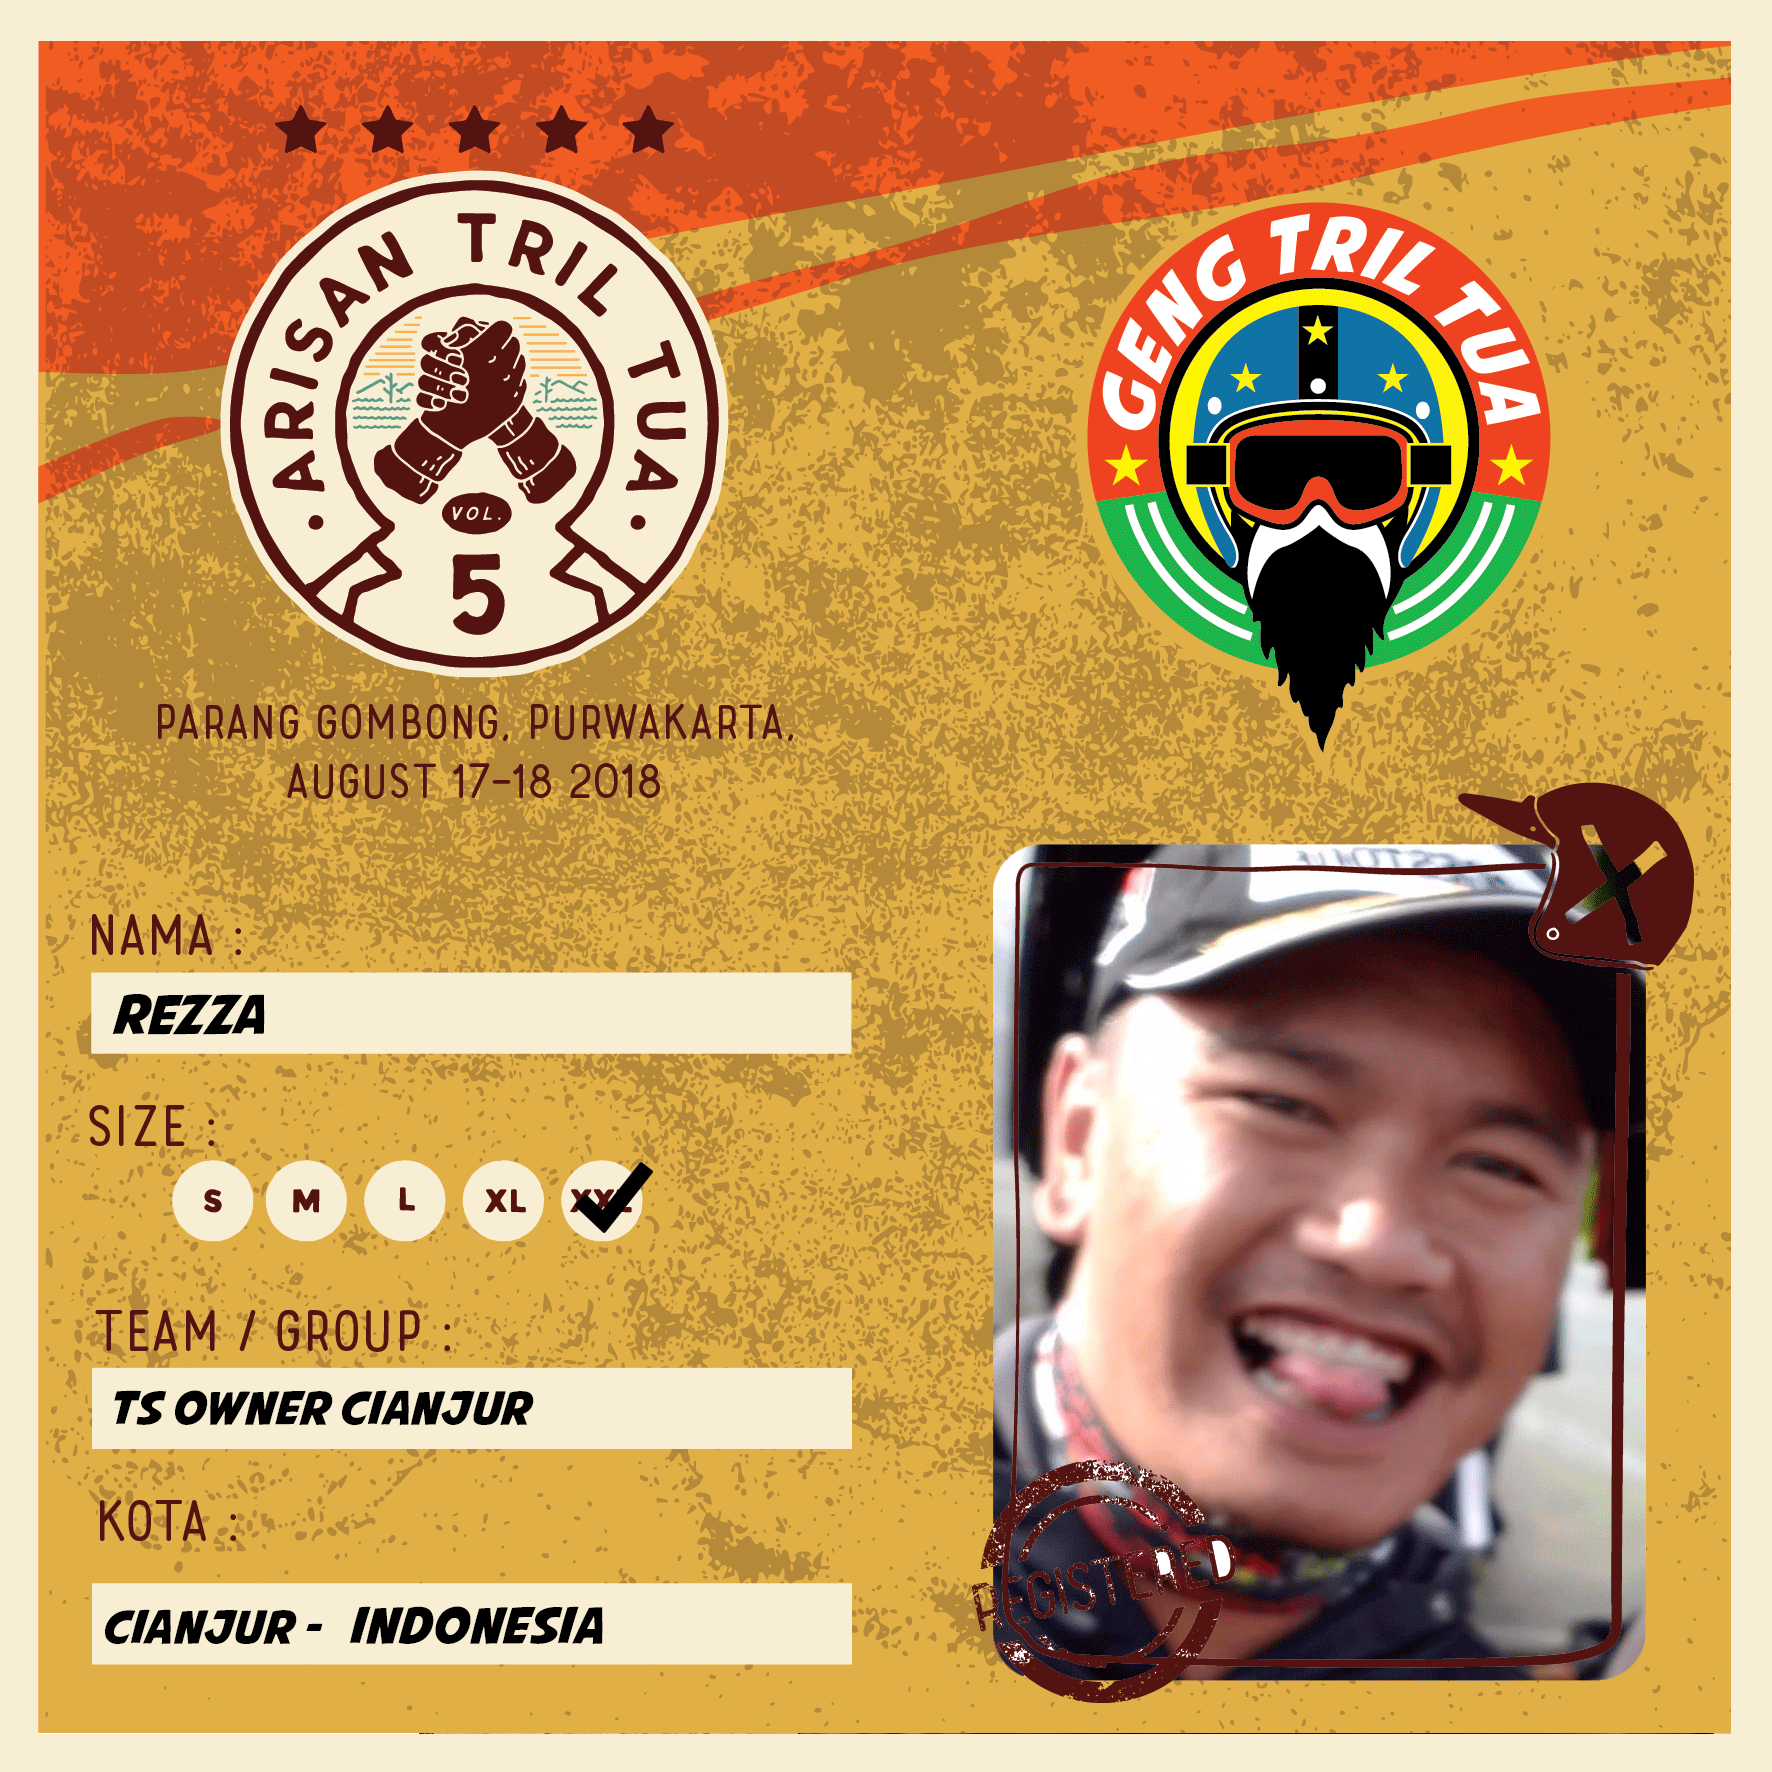 ARISAN TRIL TUA
VOL.
5
GENG TRIL TUA
PARANG GOMBONG, PURWAKARTA,
AUGUST 17-18 2018
NAMA :
REZZA
SIZE :
S M L XL XXL
TEAM / GROUP :
TS OWNER CIANJUR
KOTA :
CIANJUR - INDONESIA
REGISTERED